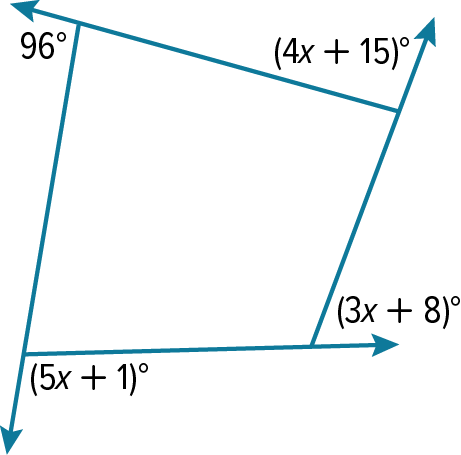 96°
(4x + 15)°
(3x + 8)°
(5x + 1)°